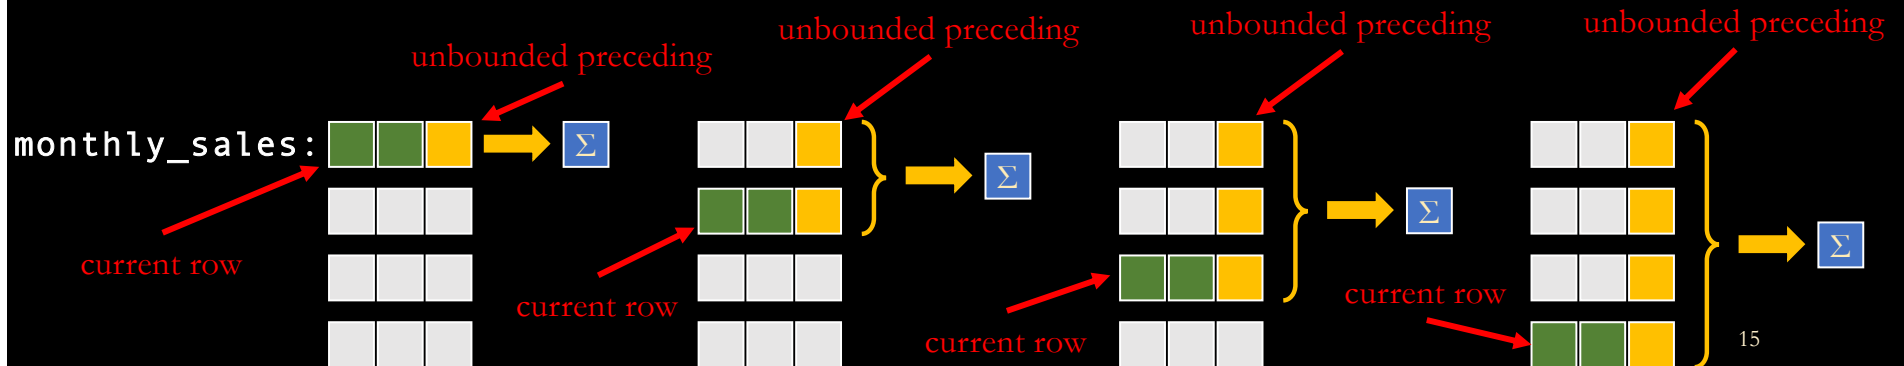 unbounded preceding
unbounded preceding
unbounded preceding
unbounded preceding
monthly_sales:
Σ
Σ
Σ
Σ
current row
current row
current row
current row
15